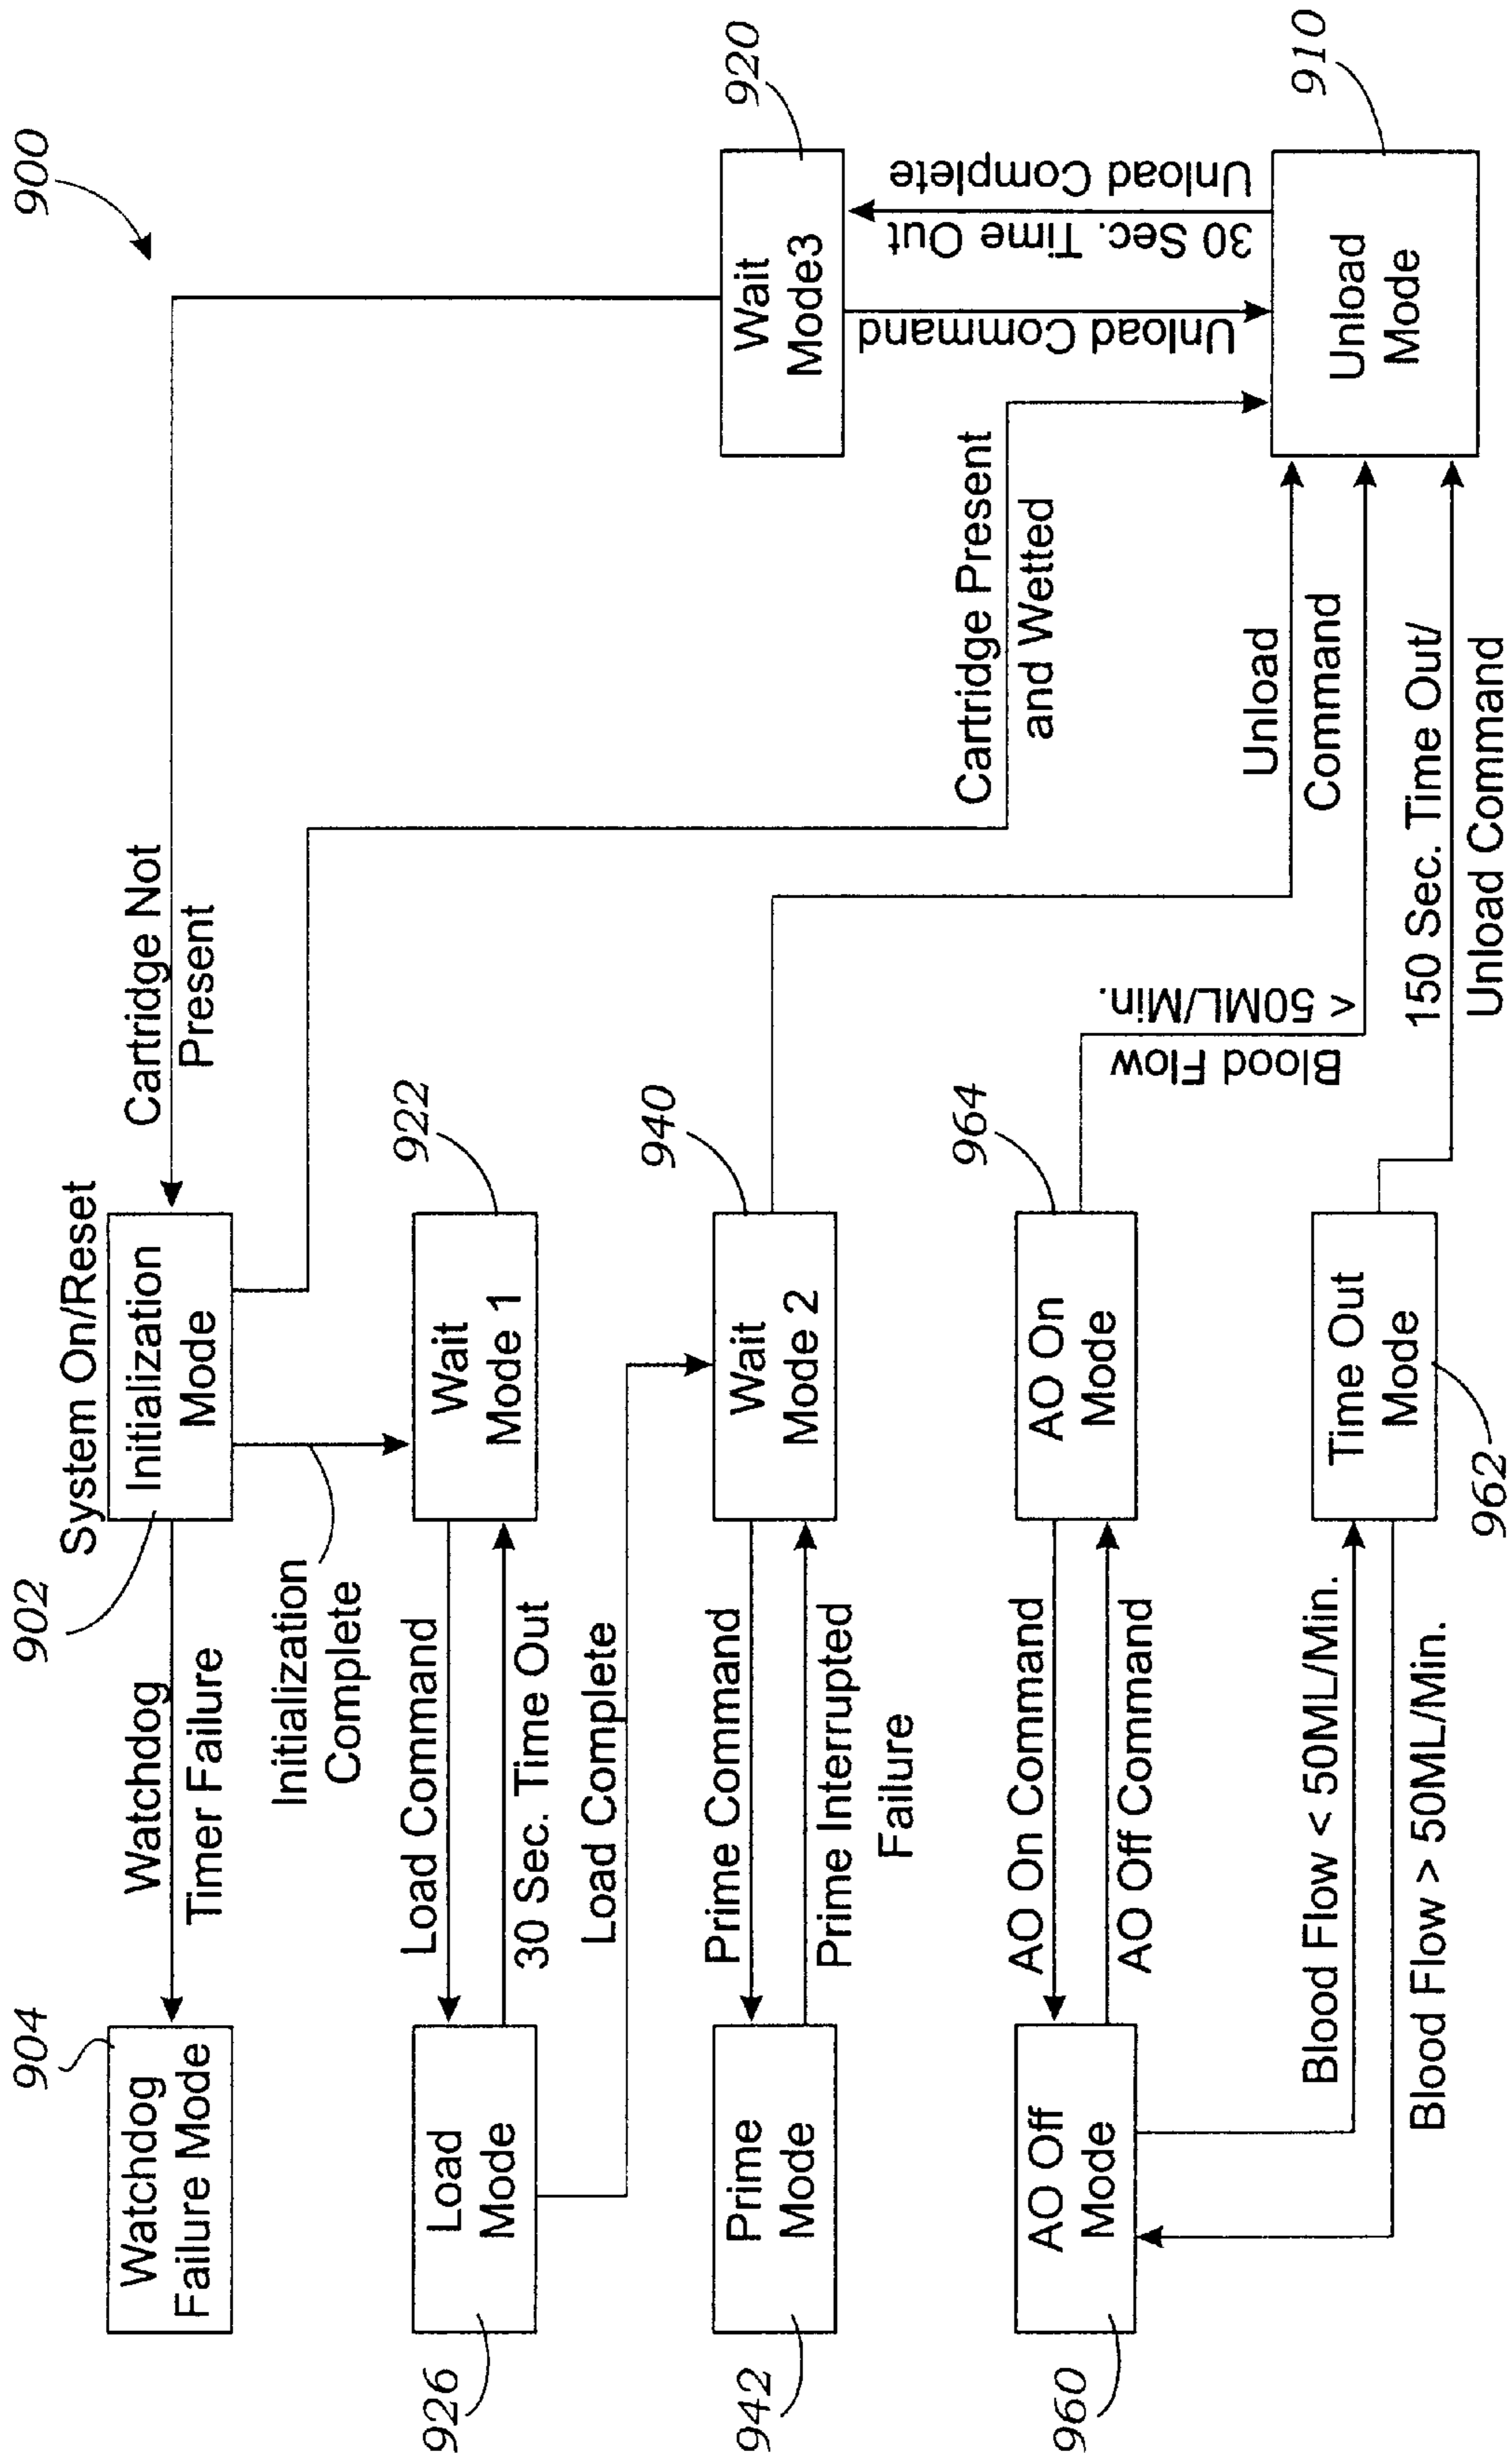 900
904
Watchdog
Failure Mode
Watchdog
Timer Failure
902
System On/Reset
Initialization
Mode
Cartridge Not
Present
Initialization
Complete
926
Load
Mode
Load Command
30 Sec. Time Out
922
Wait
Mode 1
Load Complete
942
Prime
Mode
Prime Command
Prime Interrupted
Failure
940
Wait
Mode 2
920
Wait
Mode3
Unload Command
30 Sec. Time Out
Unload Complete
Cartridge Present
and Wetted
960
AO Off
Mode
AO On Command
AO Off Command
964
AO On
Mode
Blood Flow
< 50ML/Min.
Unload
Command
910
Unload
Mode
Blood Flow < 50ML/Min.
Blood Flow > 50ML/Min.
Time Out
Mode
962
150 Sec. Time Out/
Unload Command